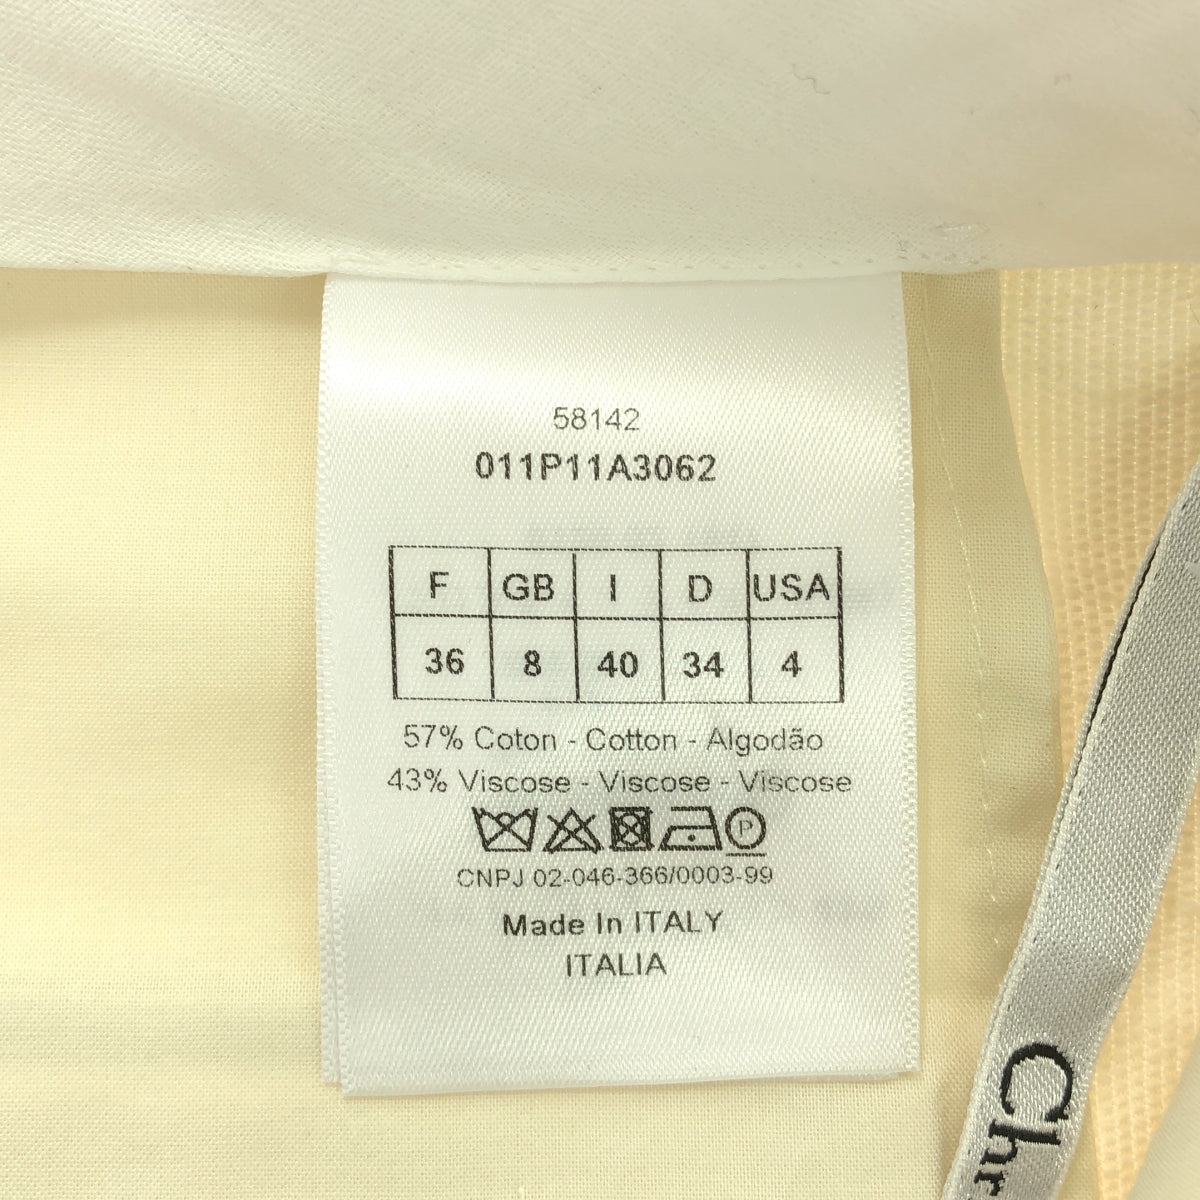 58142
011P11A3062
F GB I D USA
36 8 40 34 4
57% Coton - Cotton - Algodão
43% Viscose - Viscose - Viscose
P
CNPJ 02-046-366/0003-99
Made In ITALY
ITALIA
Chr